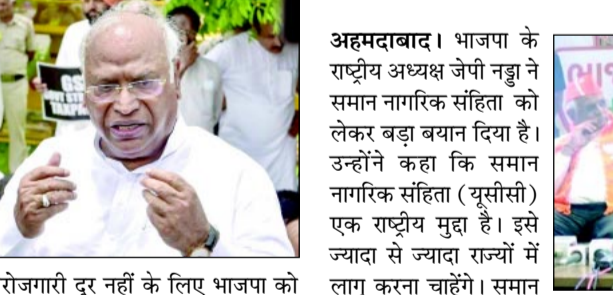 GS
रोजगारी दूर नहीं के लिए भाजपा को
अहमदाबाद। भाजपा के
राष्ट्रीय अध्यक्ष जेपी नड्डा ने
समान नागरिक संहिता को
लेकर बड़ा बयान दिया है।
उन्होंने कहा कि समान
नागरिक संहिता (यूसीसी)
एक राष्ट्रीय मुद्दा है। इसे
ज्यादा से ज्यादा राज्यों में
लागू करना चाहेंगे। समान
भाज